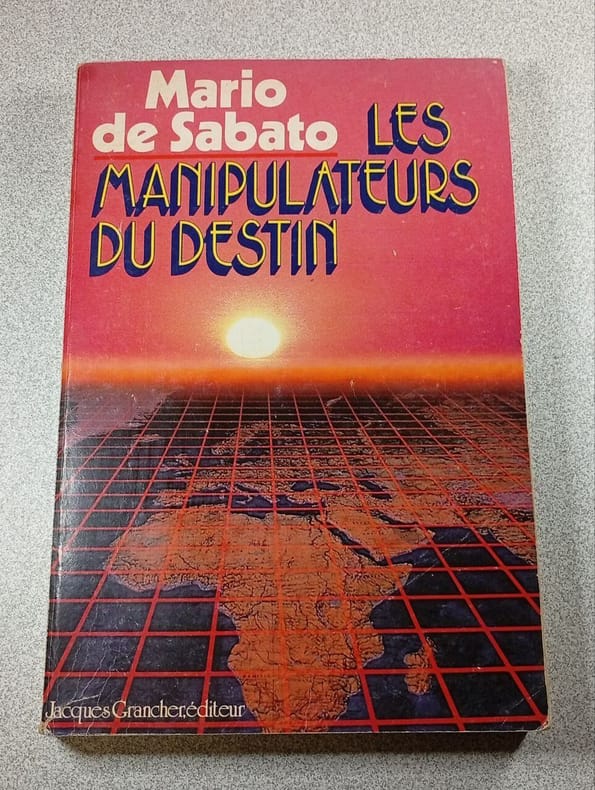 Mario
de Sabato
LES
MANIPULATEURS
DU DESTIN
Jacques Grancher, éditeur